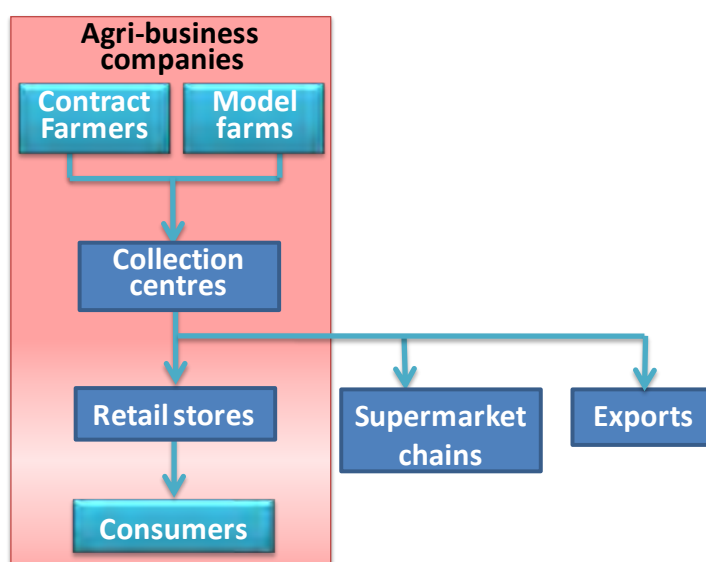 Agri-business
companies
Contract
Farmers
Model
farms
Collection
centres
Retail stores
Supermarket
chains
Exports
Consumers